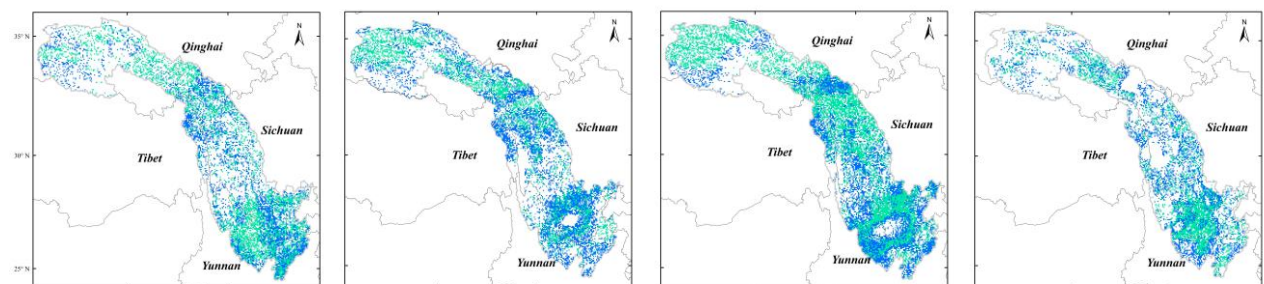 N
35° N
Qinghai
Sichuan
30° N
Tibet
Yunnan
25° N
N
Qinghai
Sichuan
Tibet
Yunnan
N
Qinghai
Sichuan
Tibet
Yunnan
N
Qinghai
Sichuan
Tibet
Yunnan